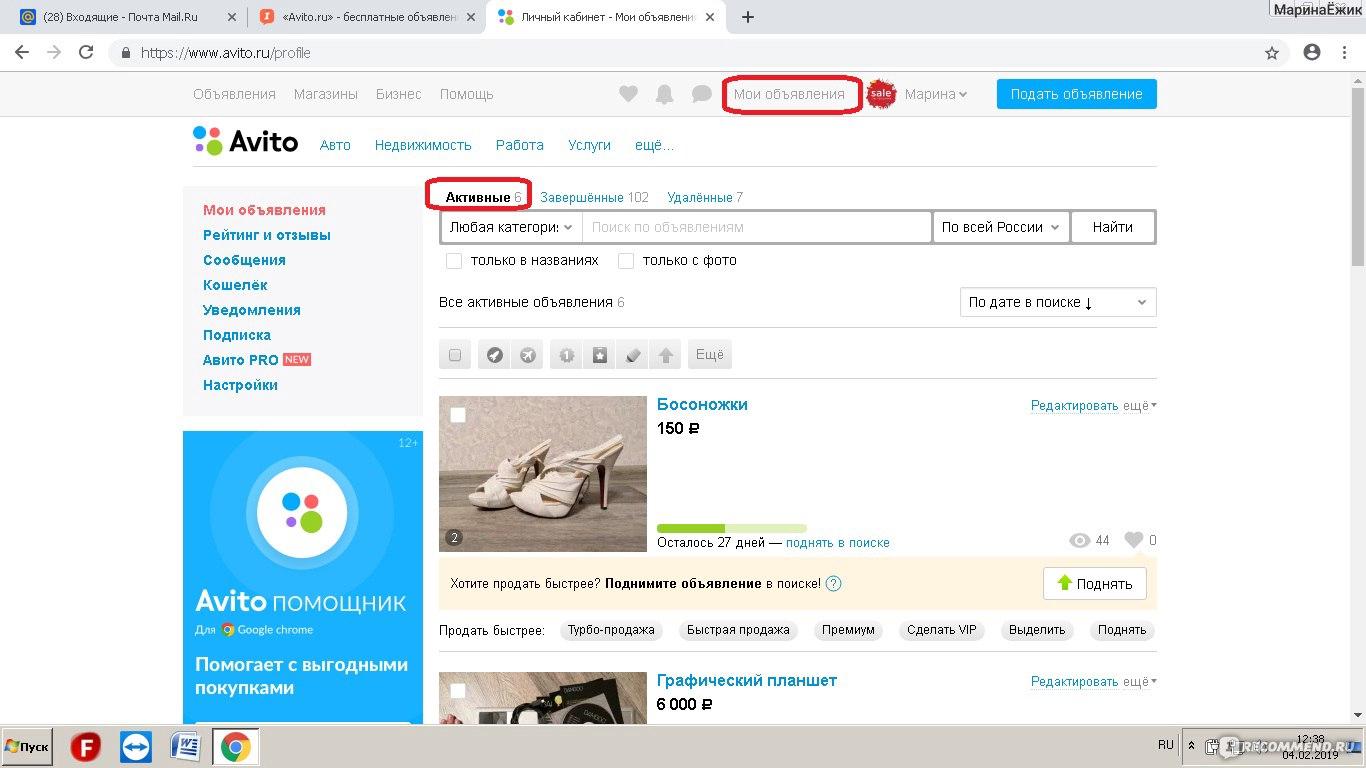 (28) Входящие - Почта Mail.Ru
«Avito.ru» - бесплатные объявлен
Личный кабинет - Мои объявлени
МаринаЁжик
https://www.avito.ru/profile
Объявления Магазины Бизнес Помощь Мои объявления sale Марина Подать объявление
Avito Авто Недвижимость Работа Услуги ещё...
Активные 6 Завершённые 102 Удалённые 7
Мои объявления
Рейтинг и отзывы
Сообщения
Кошелёк
Уведомления
Подписка
Авито PRO NEW
Настройки
Любая категори: Поиск по объявлениям По всей России Найти
только в названиях только с фото
Все активные объявления 6 По дате в поиске ↓
1 Ещё
Босоножки Редактировать ещё
150 ₽
2
Осталось 27 дней — поднять в поиске 44 0
Хотите продать быстрее? Поднимите объявление в поиске! ? Поднять
Продать быстрее: Турбо-продажа Быстрая продажа Премиум Сделать VIP Выделить Поднять
Графический планшет Редактировать ещё
6 000 ₽
BAMBOO
12+
Avito ПОМОЩНИК
Для Google chrome
Помогает с выгодными
покупками
Пуск
F
W
RU
12:38
04.02.2019
IRECOMMEND.RU